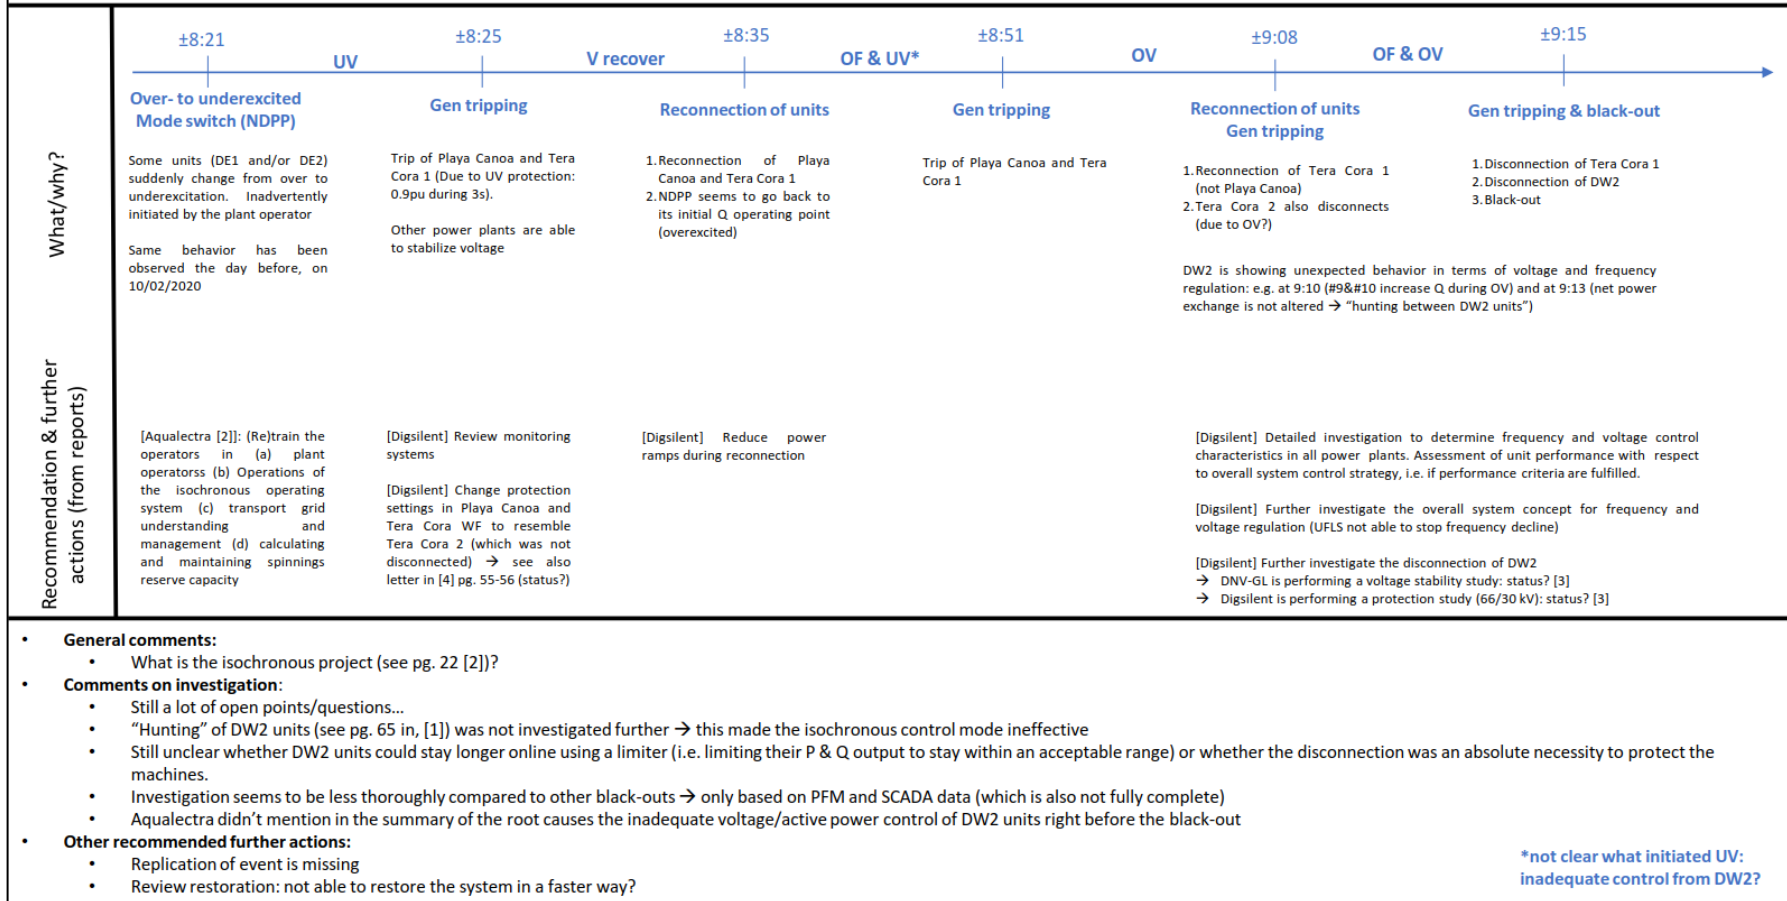 ±8:21
±8:25
±8:35
±8:51
±9:08
±9:15
UV
V recover
OF & UV*
OV
OF & OV
Over- to underexcited
Mode switch (NDPP)
Gen tripping
Reconnection of units
Gen tripping
Reconnection of units
Gen tripping
Gen tripping & black-out
What/why?
Some units (DE1 and/or DE2)
suddenly change from over to
underexcitation. Inadvertently
initiated by the plant operator
Same behavior has been
observed the day before, on
10/02/2020
Trip of Playa Canoa and Tera
Cora 1 (Due to UV protection:
0.9pu during 3s).
Other power plants are able
to stabilize voltage
1. Reconnection of Playa
Canoa and Tera Cora 1
2. NDPP seems to go back to
its initial Q operating point
(overexcited)
Trip of Playa Canoa and Tera
Cora 1
1. Reconnection of Tera Cora 1
(not Playa Canoa)
2. Tera Cora 2 also disconnects
(due to OV?)
1. Disconnection of Tera Cora 1
2. Disconnection of DW2
3. Black-out
DW2 is showing unexpected behavior in terms of voltage and frequency
regulation: e.g. at 9:10 (#9&#10 increase Q during OV) and at 9:13 (net power
exchange is not altered → “hunting between DW2 units”)
Recommendation & further
actions (from reports)
[Aqualectra [2]]: (Re)train the
operators in (a) plant
operatorss (b) Operations of
the isochronous operating
system (c) transport grid
understanding and
management (d) calculating
and maintaining spinnings
reserve capacity
[Digsilent] Review monitoring
systems
[Digsilent] Change protection
settings in Playa Canoa and
Tera Cora WF to resemble
Tera Cora 2 (which was not
disconnected) → see also
letter in [4] pg. 55-56 (status?)
[Digsilent] Reduce power
ramps during reconnection
[Digsilent] Detailed investigation to determine frequency and voltage control
characteristics in all power plants. Assessment of unit performance with respect
to overall system control strategy, i.e. if performance criteria are fulfilled.
[Digsilent] Further investigate the overall system concept for frequency and
voltage regulation (UFLS not able to stop frequency decline)
[Digsilent] Further investigate the disconnection of DW2
→ DNV-GL is performing a voltage stability study: status? [3]
→ Digsilent is performing a protection study (66/30 kV): status? [3]
• General comments:
• What is the isochronous project (see pg. 22 [2])?
• Comments on investigation:
• Still a lot of open points/questions...
• “Hunting” of DW2 units (see pg. 65 in, [1]) was not investigated further → this made the isochronous control mode ineffective
• Still unclear whether DW2 units could stay longer online using a limiter (i.e. limiting their P & Q output to stay within an acceptable range) or whether the disconnection was an absolute necessity to protect the
machines.
• Investigation seems to be less thoroughly compared to other black-outs → only based on PFM and SCADA data (which is also not fully complete)
• Aqualectra didn’t mention in the summary of the root causes the inadequate voltage/active power control of DW2 units right before the black-out
• Other recommended further actions:
• Replication of event is missing
• Review restoration: not able to restore the system in a faster way?
*not clear what initiated UV:
inadequate control from DW2?